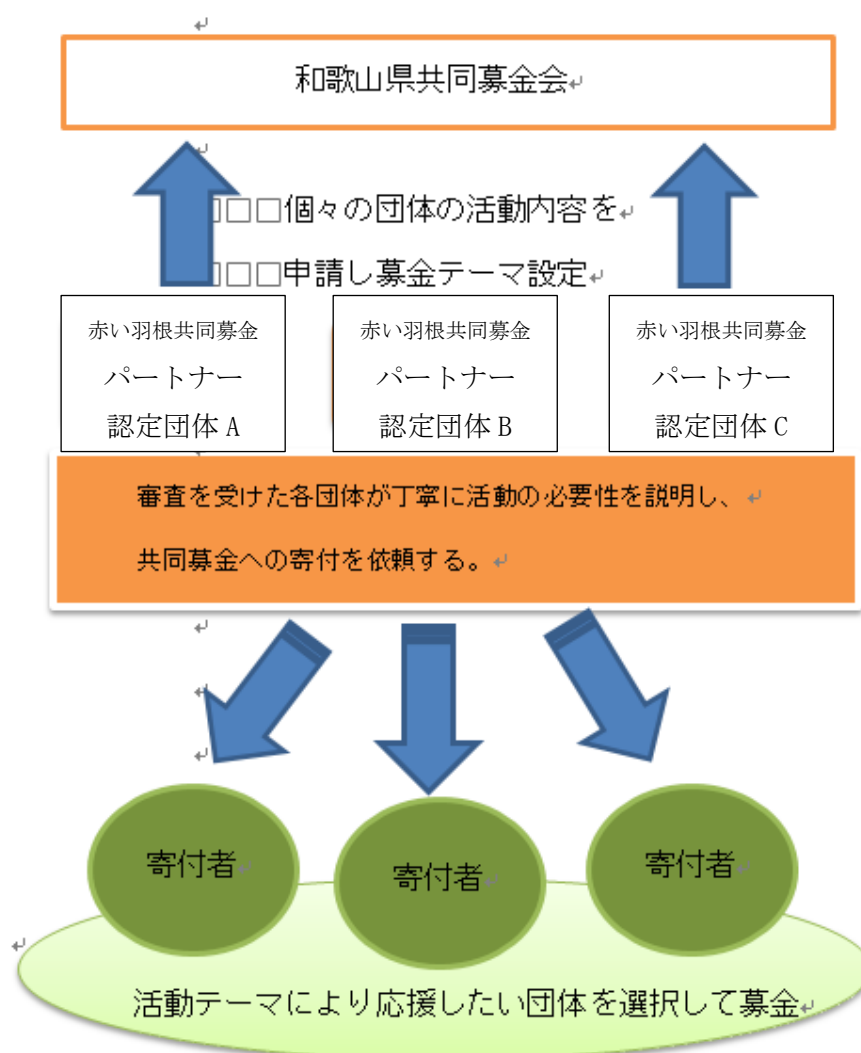 和歌山県共同募金会
□□□個々の団体の活動内容を
□□□申請し募金テーマ設定
赤い羽根共同募金
パートナー
認定団体 A
赤い羽根共同募金
パートナー
認定団体 B
赤い羽根共同募金
パートナー
認定団体 C
審査を受けた各団体が丁寧に活動の必要性を説明し、
共同募金への寄付を依頼する。
寄付者
寄付者
寄付者
活動テーマにより応援したい団体を選択して募金